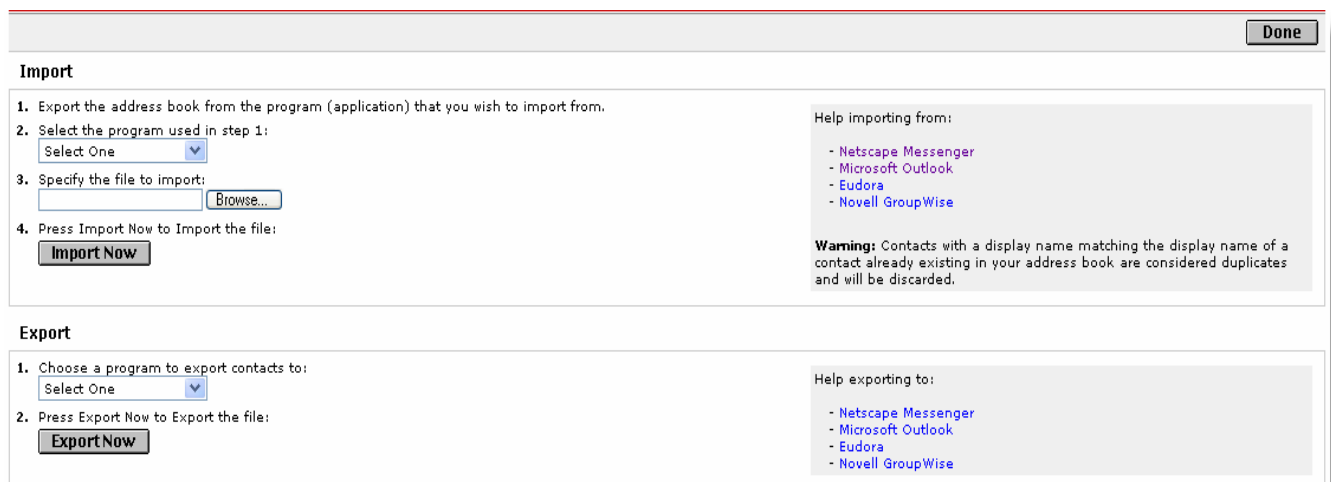 Done
Import
1. Export the address book from the program (application) that you wish to import from.
2. Select the program used in step 1:
Select One
3. Specify the file to import:
Browse...
4. Press Import Now to Import the file:
Import Now
Help importing from:
- Netscape Messenger
- Microsoft Outlook
- Eudora
- Novell GroupWise
Warning: Contacts with a display name matching the display name of a
contact already existing in your address book are considered duplicates
and will be discarded.
Export
1. Choose a program to export contacts to:
Select One
2. Press Export Now to Export the file:
Export Now
Help exporting to:
- Netscape Messenger
- Microsoft Outlook
- Eudora
- Novell GroupWise